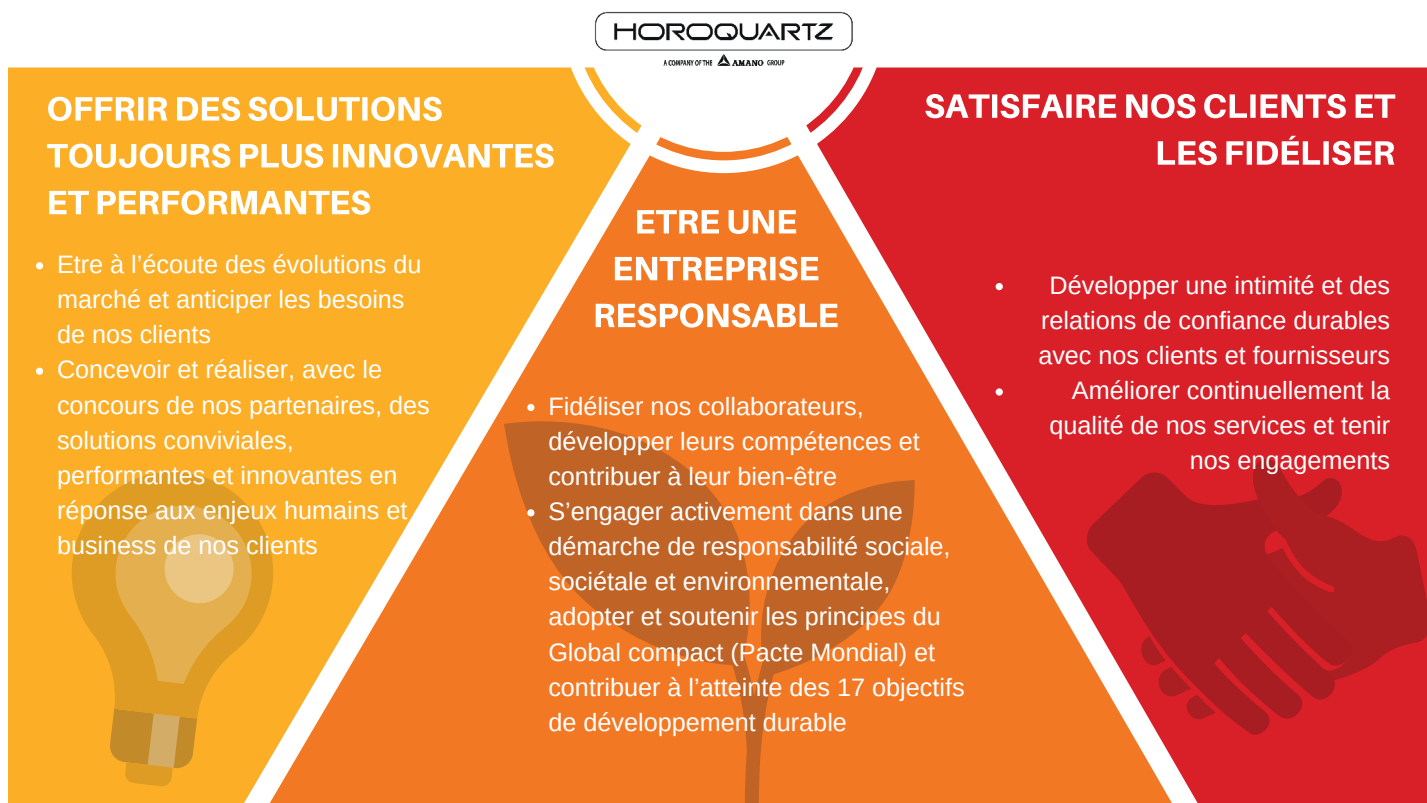 HOROQUARTZ
A COMPANY OF THE AMANO GROUP
OFFRIR DES SOLUTIONS
TOUJOURS PLUS INNOVANTES
ET PERFORMANTES
• Etre à l’écoute des évolutions du
marché et anticiper les besoins
de nos clients
• Concevoir et réaliser, avec le
concours de nos partenaires, des
solutions conviviales,
performantes et innovantes en
réponse aux enjeux humains et
business de nos clients
ETRE UNE
ENTREPRISE
RESPONSABLE
• Fidéliser nos collaborateurs,
développer leurs compétences et
contribuer à leur bien-être
• S’engager activement dans une
démarche de responsabilité sociale,
sociétale et environnementale,
adopter et soutenir les principes du
Global compact (Pacte Mondial) et
contribuer à l’atteinte des 17 objectifs
de développement durable
SATISFAIRE NOS CLIENTS ET
LES FIDÉLISER
• Développer une intimité et des
relations de confiance durables
avec nos clients et fournisseurs
• Améliorer continuellement la
qualité de nos services et tenir
nos engagements